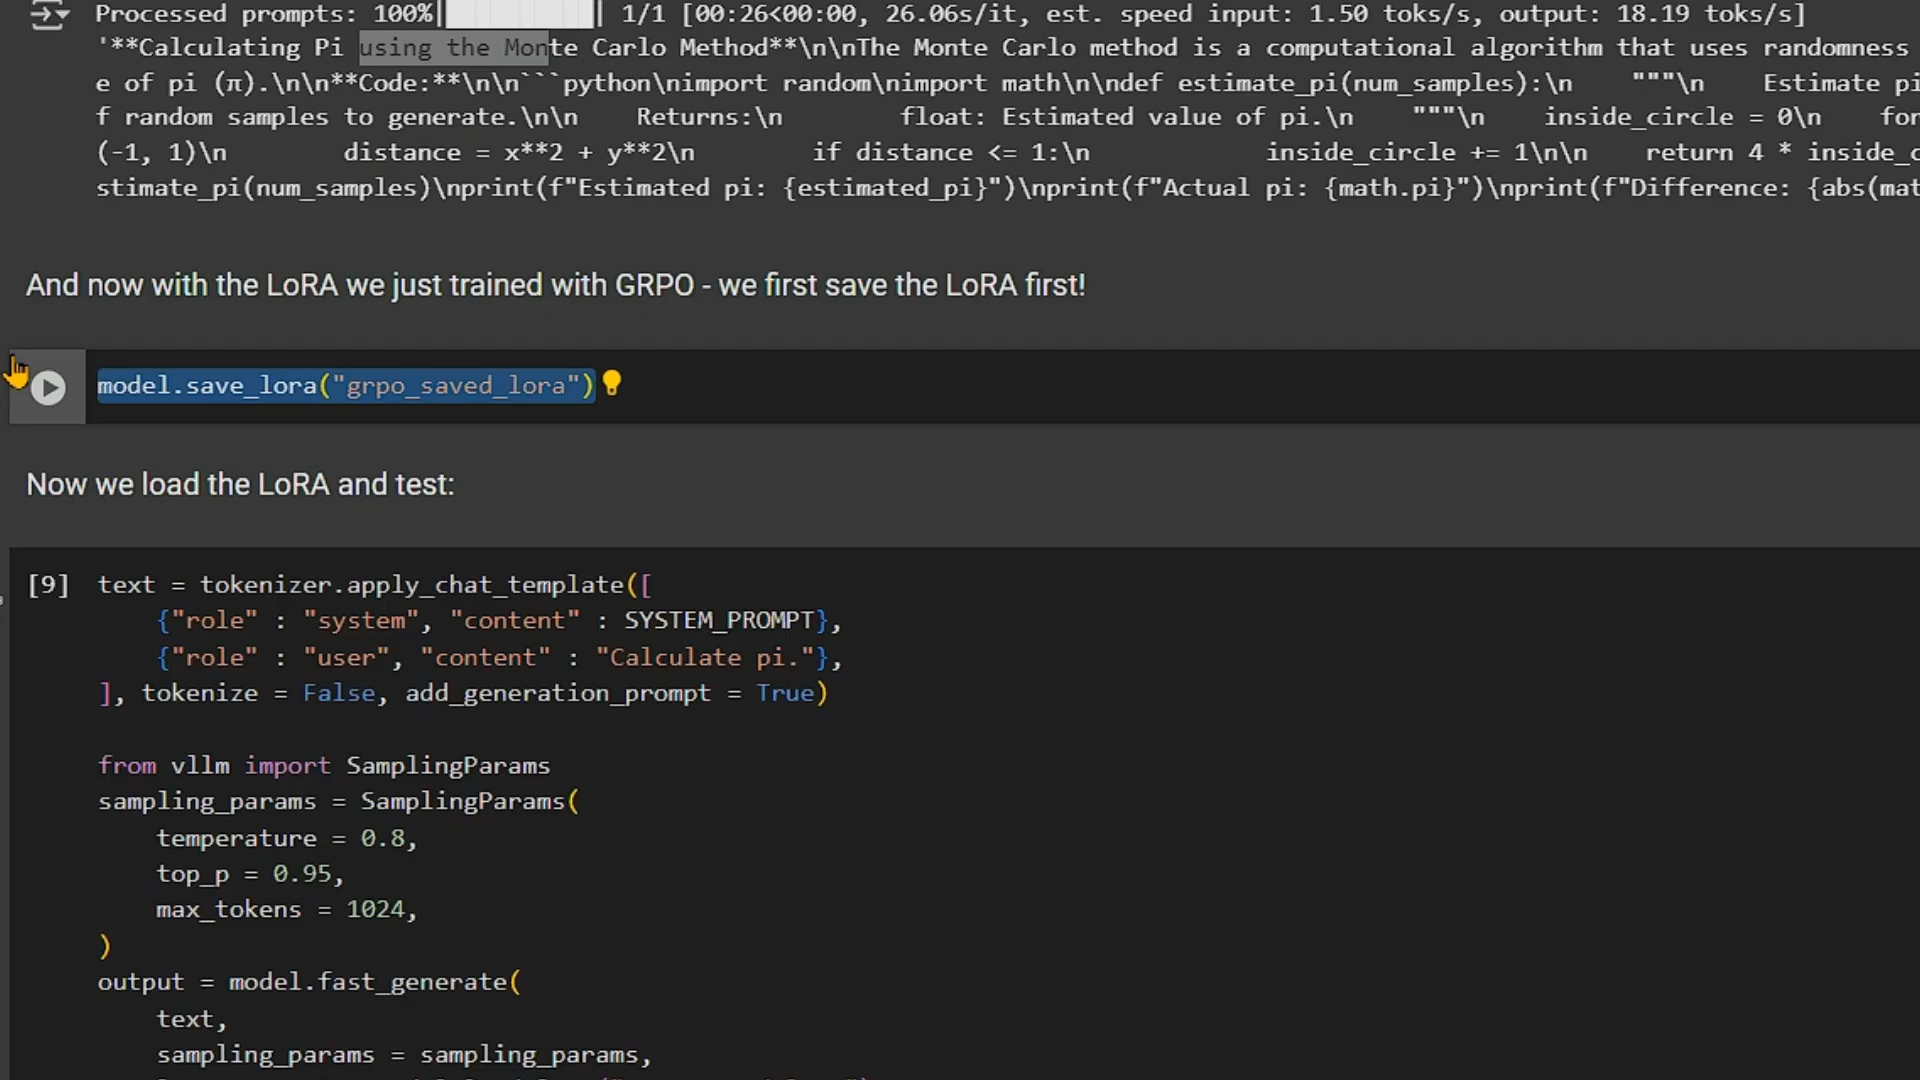 Processed prompts: 100%| | 1/1 [00:26<00:00, 26.06s/it, est. speed input: 1.50 toks/s, output: 18.19 toks/s]
'**Calculating Pi using the Monte Carlo Method**\n\nThe Monte Carlo method is a computational algorithm that uses randomness
e of pi (π).\n\n**Code:**\n\n```python\nimport random\nimport math\n\ndef estimate_pi(num_samples):\n    """\n    Estimate pi
f random samples to generate.\n\n    Returns:\n        float: Estimated value of pi.\n    """\n    inside_circle = 0\n    for
(-1, 1)\n        distance = x**2 + y**2\n        if distance <= 1:\n            inside_circle += 1\n\n    return 4 * inside_c
stimate_pi(num_samples)\nprint(f"Estimated pi: {estimated_pi}")\nprint(f"Actual pi: {math.pi}")\nprint(f"Difference: {abs(mat
And now with the LoRA we just trained with GRPO - we first save the LoRA first!
model.save_lora("grpo_saved_lora")
Now we load the LoRA and test:
[9] text = tokenizer.apply_chat_template([
{"role" : "system", "content" : SYSTEM_PROMPT},
{"role" : "user", "content" : "Calculate pi."},
], tokenize = False, add_generation_prompt = True)
from vllm import SamplingParams
sampling_params = SamplingParams(
temperature = 0.8,
top_p = 0.95,
max_tokens = 1024,
)
output = model.fast_generate(
text,
sampling_params = sampling_params,